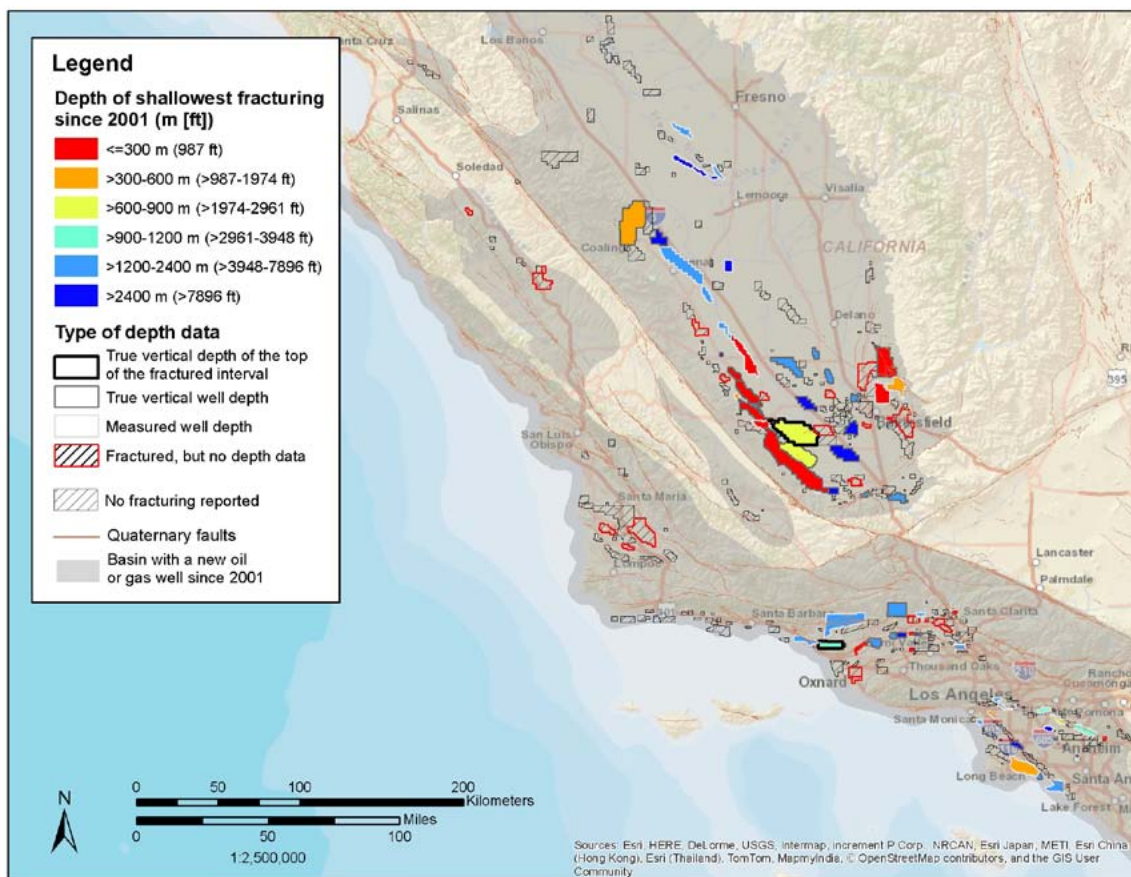 Legend
Depth of shallowest fracturing
since 2001 (m [ft])
<=300 m (987 ft)
>300-600 m (>987-1974 ft)
>600-900 m (>1974-2961 ft)
>900-1200 m (>2961-3948 ft)
>1200-2400 m (>3948-7896 ft)
>2400 m (>7896 ft)
Type of depth data
True vertical depth of the top
of the fractured interval
True vertical well depth
Measured well depth
Fractured, but no depth data
No fracturing reported
Quaternary faults
Basin with a new oil
or gas well since 2001
Los Banos
Salinas
Fresno
Soledad
Lemoore
Visalia
CALIFORNIA
Delano
395
San Luis
Obispo
Santa Maria
Lompoc
101
Lancaster
Palmdale
Santa Clarita
Thousand Oaks
Oxnard
Los Angeles
Santa Monica
Pomona
Anaheim
Long Beach
Lake Forest
N
0 50 100 200
Kilometers
Miles
0 50 100
1:2,500,000
Sources: Esri, HERE, DeLorme, USGS, Intermap, increment P Corp., NRCAN, Esri Japan, METI, Esri China
(Hong Kong), Esri (Thailand), TomTom, MapmyIndia, © OpenStreetMap contributors, and the GIS User
Community